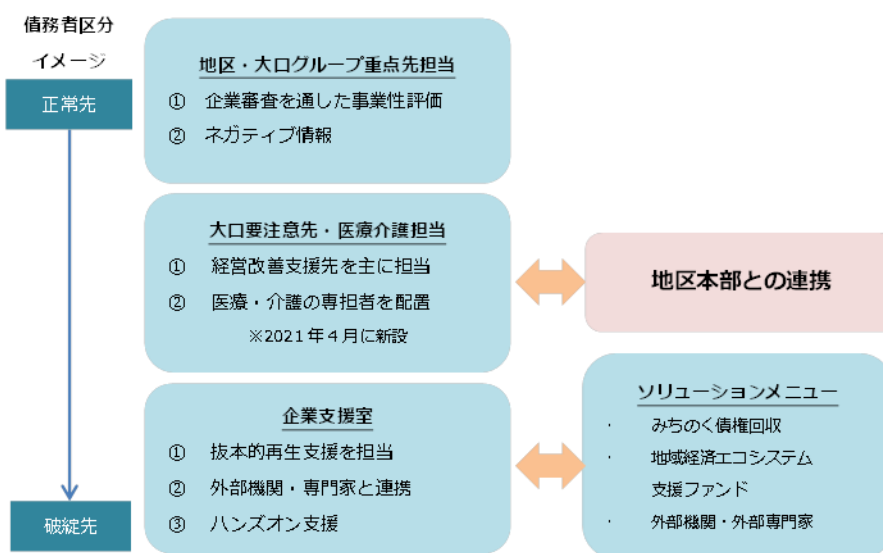 債務者区分
イメージ
正常先
破綻先
地区・大口グループ重点先担当
① 企業審査を通した事業性評価
② ネガティブ情報
大口要注意先・医療介護担当
① 経営改善支援先を主に担当
② 医療・介護の専担者を配置
※2021年4月に新設
地区本部との連携
企業支援室
① 抜本的再生支援を担当
② 外部機関・専門家と連携
③ ハンズオン支援
ソリューションメニュー
・ みちのく債権回収
・ 地域経済エコシステム
支援ファンド
・ 外部機関・外部専門家